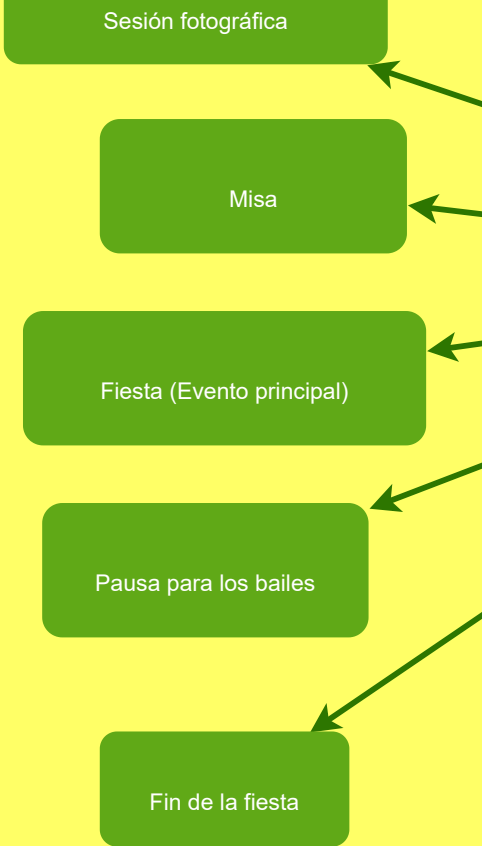 Sesión fotográfica
Misa
Fiesta (Evento principal)
Pausa para los bailes
Fin de la fiesta